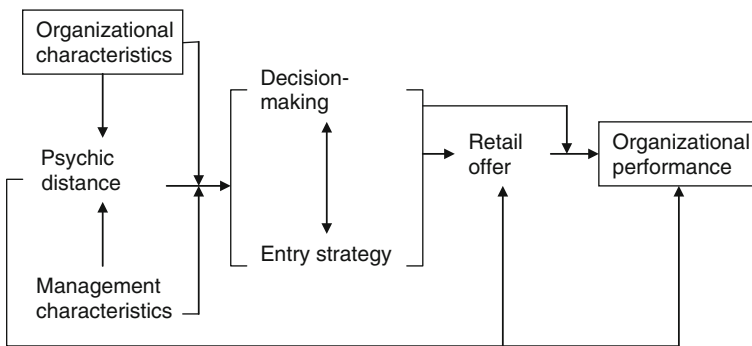 Organizational
characteristics
Psychic
distance
Management
characteristics
Decision-
making
Entry strategy
Retail
offer
Organizational
performance